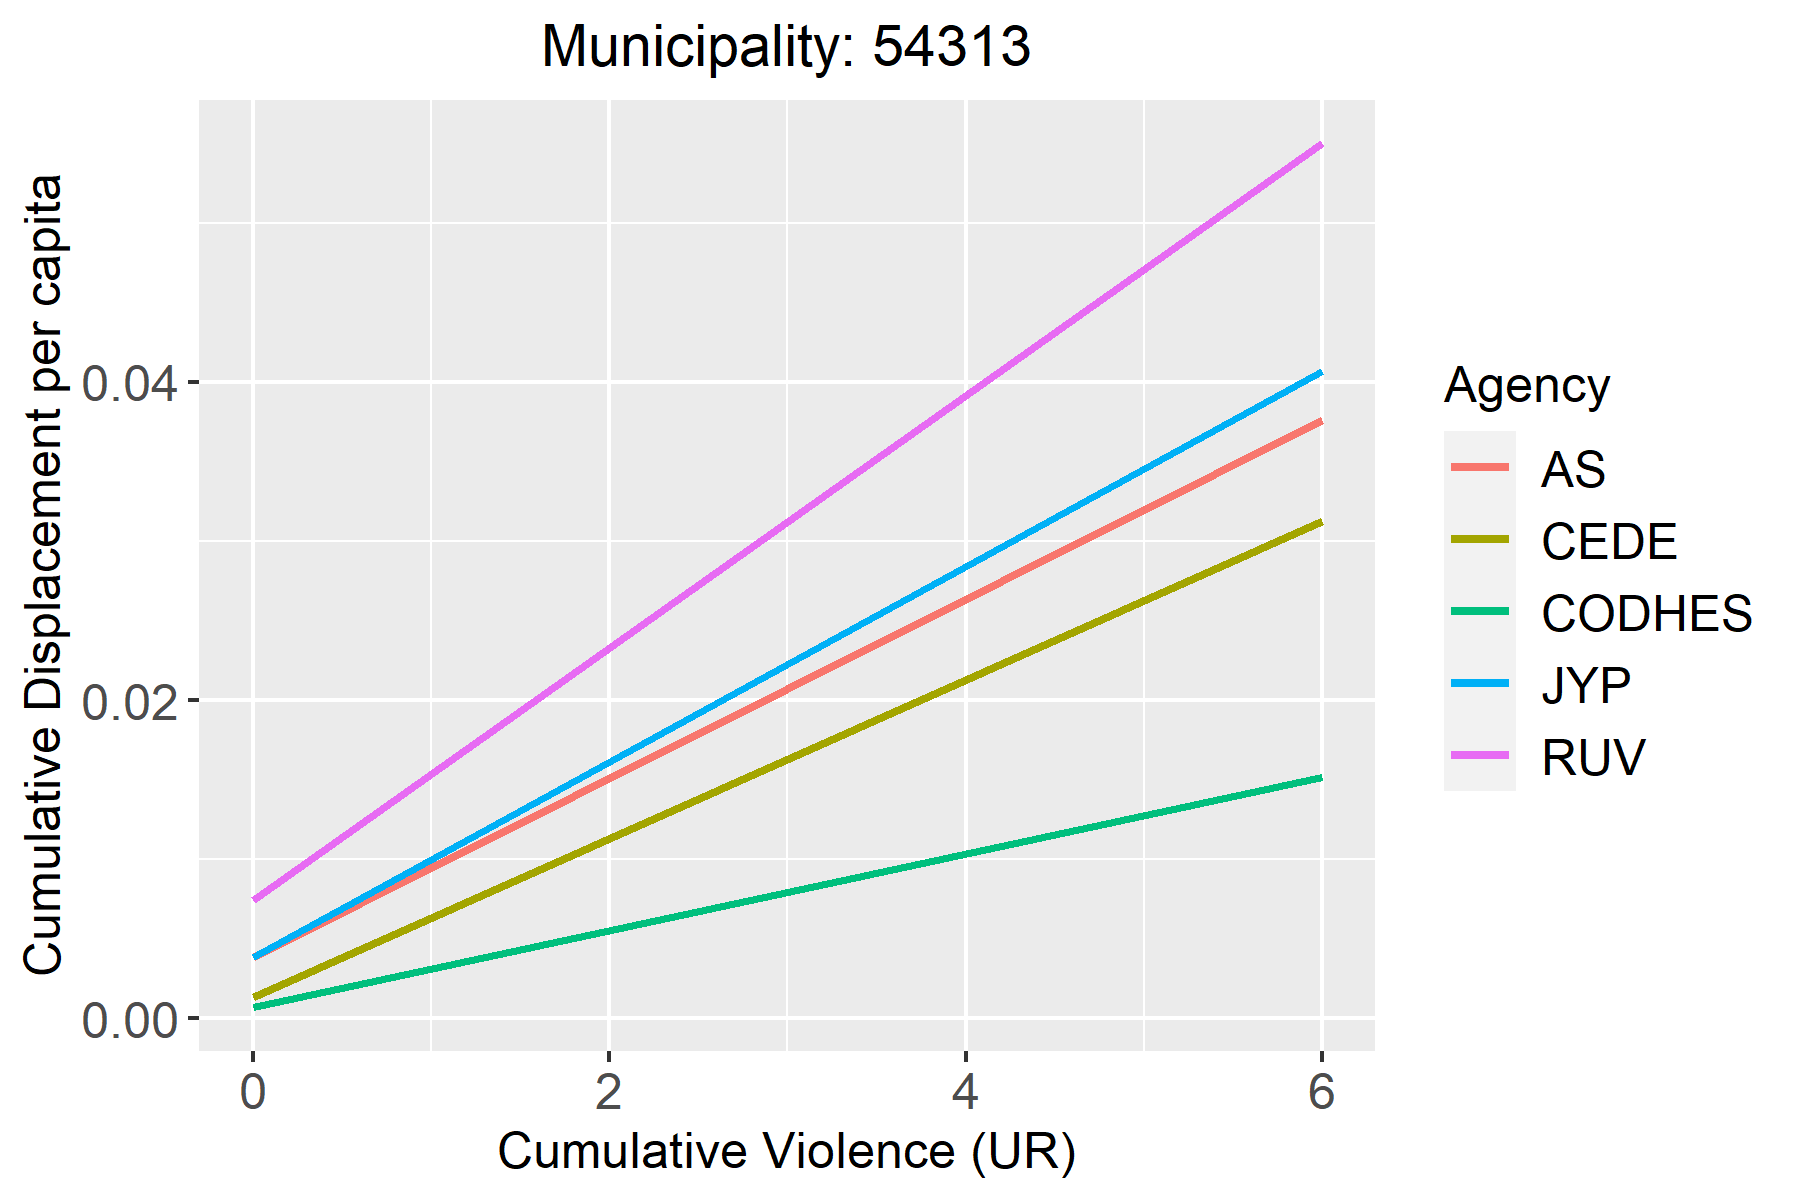 Municipality: 54313
Cumulative Displacement per capita
0.04
0.02
0.00
0 2 4 6
Cumulative Violence (UR)
Agency
AS
CEDE
CODHES
JYP
RUV